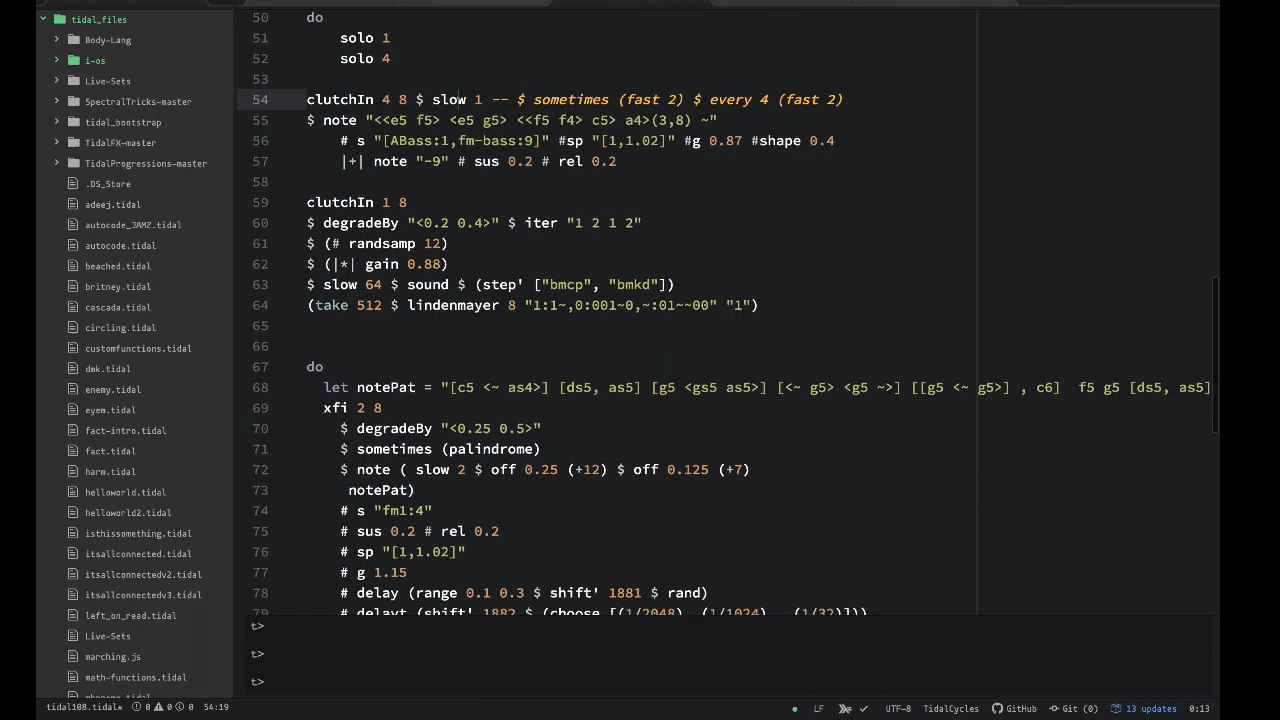 tidal_files
Body-Lang
i-os
Live-Sets
SpectralTricks-master
tidal_bootstrap
TidalFX-master
TidalProgressions-master
.DS_Store
adeej.tidal
autocode_JAMZ.tidal
autocode.tidal
beached.tidal
britney.tidal
cascada.tidal
circling.tidal
customfunctions.tidal
dmk.tidal
enemy.tidal
eyem.tidal
fact-intro.tidal
fact.tidal
harm.tidal
helloworld.tidal
helloworld2.tidal
isthissomething.tidal
itsallconnected.tidal
itsallconnectedv2.tidal
itsallconnectedv3.tidal
left_on_read.tidal
Live-Sets
marching.js
math-functions.tidal
50 do
51 solo 1
52 solo 4
53
54 clutchIn 4 8 $ slow 1 -- $ sometimes (fast 2) $ every 4 (fast 2)
55 $ note "<<e5 f5> <e5 g5> <<f5 f4> c5> a4>(3,8) ~"
56 # s "[ABass:1,fm-bass:9]" #sp "[1,1.02]" #g 0.87 #shape 0.4
57 |+| note "-9" # sus 0.2 # rel 0.2
58
59 clutchIn 1 8
60 $ degradeBy "<0.2 0.4>" $ iter "1 2 1 2"
61 $ (# randsamp 12)
62 $ (|*| gain 0.88)
63 $ slow 64 $ sound $ (step' ["bmcp", "bmkd"])
64 (take 512 $ lindenmayer 8 "1:1~,0:001~0,~:01~~00" "1")
65
66
67 do
68 let notePat = "[c5 <~ as4>] [ds5, as5] [g5 <gs5 as5>] [<~ g5> <g5 ~>] [[g5 <~ g5>] , c6] f5 g5 [ds5, as5]
69 xfi 2 8
70 $ degradeBy "<0.25 0.5>"
71 $ sometimes (palindrome)
72 $ note ( slow 2 $ off 0.25 (+12) $ off 0.125 (+7)
73 notePat)
74 # s "fm1:4"
75 # sus 0.2 # rel 0.2
76 # sp "[1,1.02]"
77 # g 1.15
78 # delay (range 0.1 0.3 $ shift' 1881 $ rand)
79 # delayt (shift' 1882 $ (choose [(1/2048), (1/1024), (1/32)]))
t>
t>
t>
tidal108.tidal* 0 0 0 54:19 LF UTF-8 TidalCycles GitHub Git (0) 13 updates 0:13